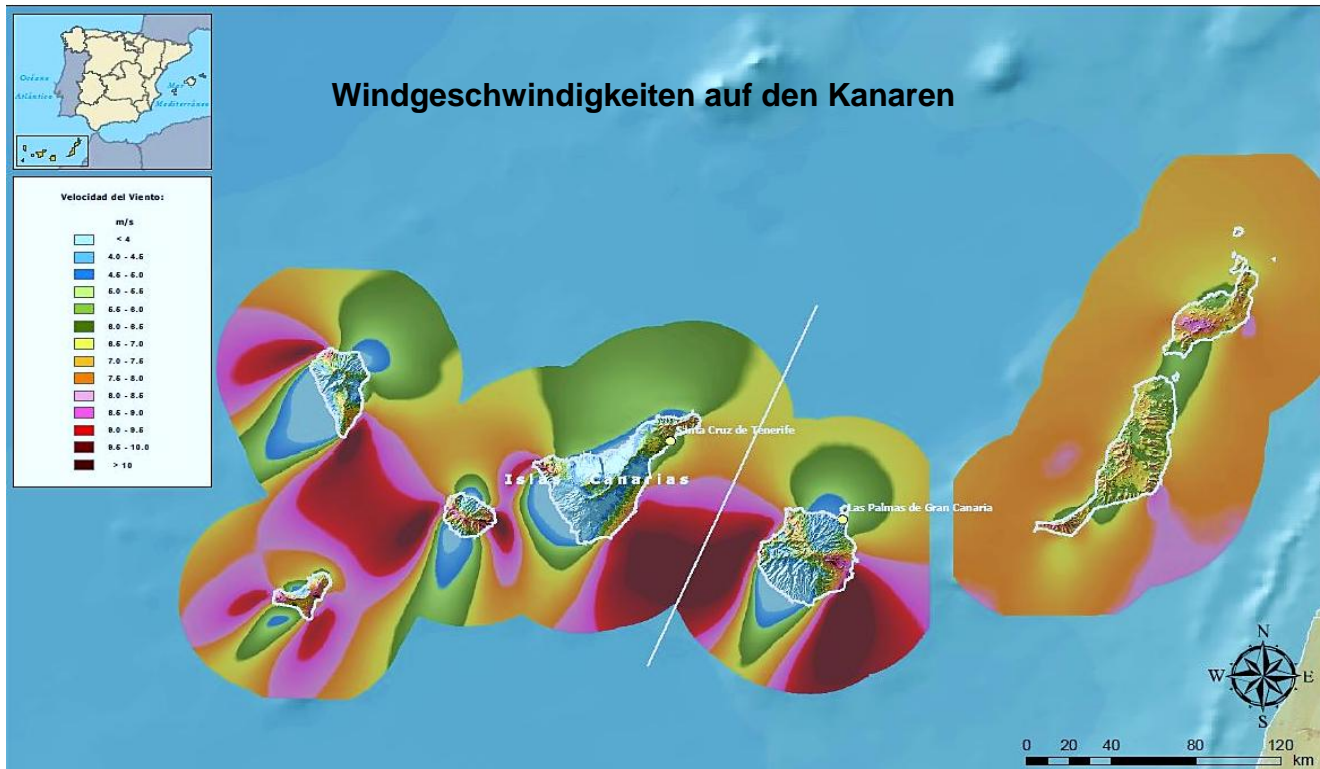 Windgeschwindigkeiten auf den Kanaren
Océano
Atlántico
Mar
Mediterráneo
Velocidad del Viento:
m/s
< 4
4.0 - 4.5
4.5 - 5.0
5.0 - 5.5
5.5 - 6.0
6.0 - 6.5
6.5 - 7.0
7.0 - 7.5
7.5 - 8.0
8.0 - 8.5
8.5 - 9.0
9.0 - 9.5
9.5 - 10.0
> 10
Santa Cruz de Tenerife
Islas Canarias
Las Palmas de Gran Canaria
N
W E
S
0 20 40 80 120
km